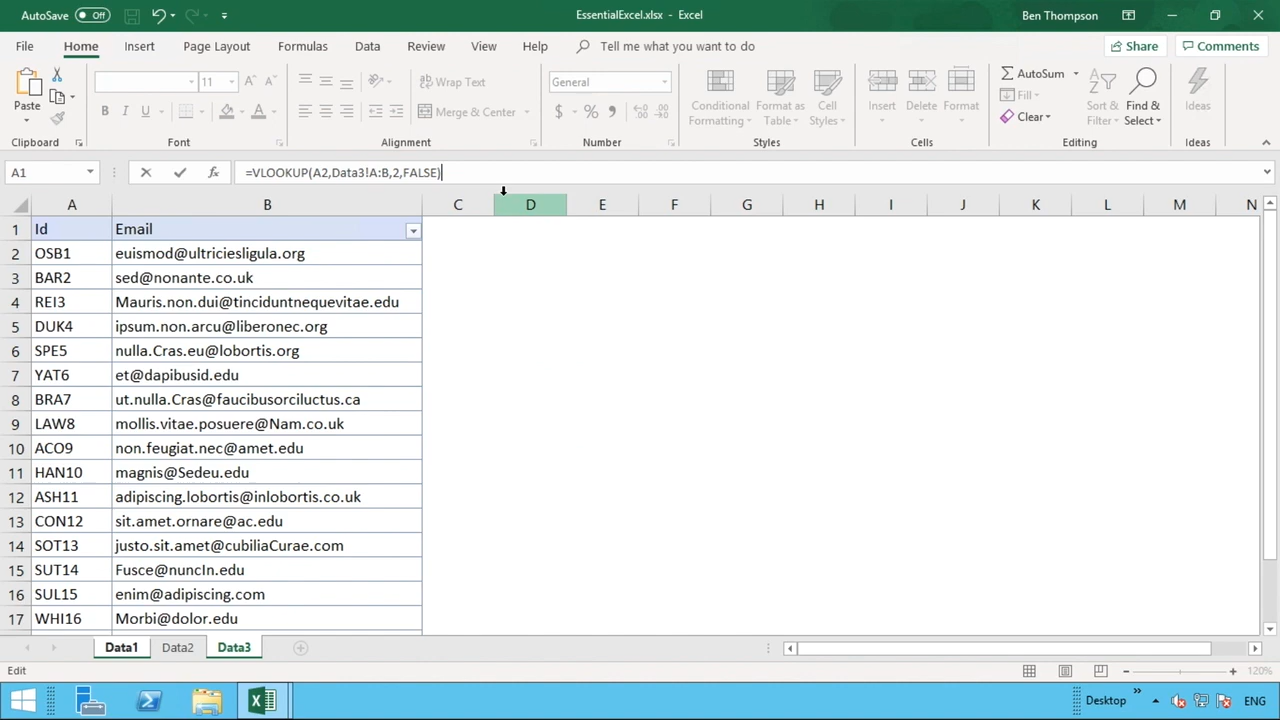 AutoSave Off
EssentialExcel.xlsx - Excel
Ben Thompson
File Home Insert Page Layout Formulas Data Review View Help Tell me what you want to do Share Comments
Paste
Clipboard
11
B I U A
Font
Wrap Text
Merge & Center
Alignment
General
$ % ,
Number
Conditional Formatting
Format as Table
Cell Styles
Styles
Insert Delete Format
Cells
AutoSum
Fill
Clear
Sort & Filter
Find & Select
Editing
Ideas
Ideas
A1 fx =VLOOKUP(A2,Data3!A:B,2,FALSE)
A B C D E F G H I J K L M N
1 Id Email
2 OSB1 euismod@ultriciesligula.org
3 BAR2 sed@nonante.co.uk
4 REI3 Mauris.non.dui@tinciduntnequevitae.edu
5 DUK4 ipsum.non.arcu@liberonec.org
6 SPE5 nulla.Cras.eu@lobortis.org
7 YAT6 et@dapibusid.edu
8 BRA7 ut.nulla.Cras@faucibusorciluctus.ca
9 LAW8 mollis.vitae.posuere@Nam.co.uk
10 ACO9 non.feugiat.nec@amet.edu
11 HAN10 magnis@Sedeu.edu
12 ASH11 adipiscing.lobortis@inlobortis.co.uk
13 CON12 sit.amet.ornare@ac.edu
14 SOT13 justo.sit.amet@cubiliaCurae.com
15 SUT14 Fusce@nuncIn.edu
16 SUL15 enim@adipiscing.com
17 WHI16 Morbi@dolor.edu
Data1 Data2 Data3
Edit
120%
Desktop ENG